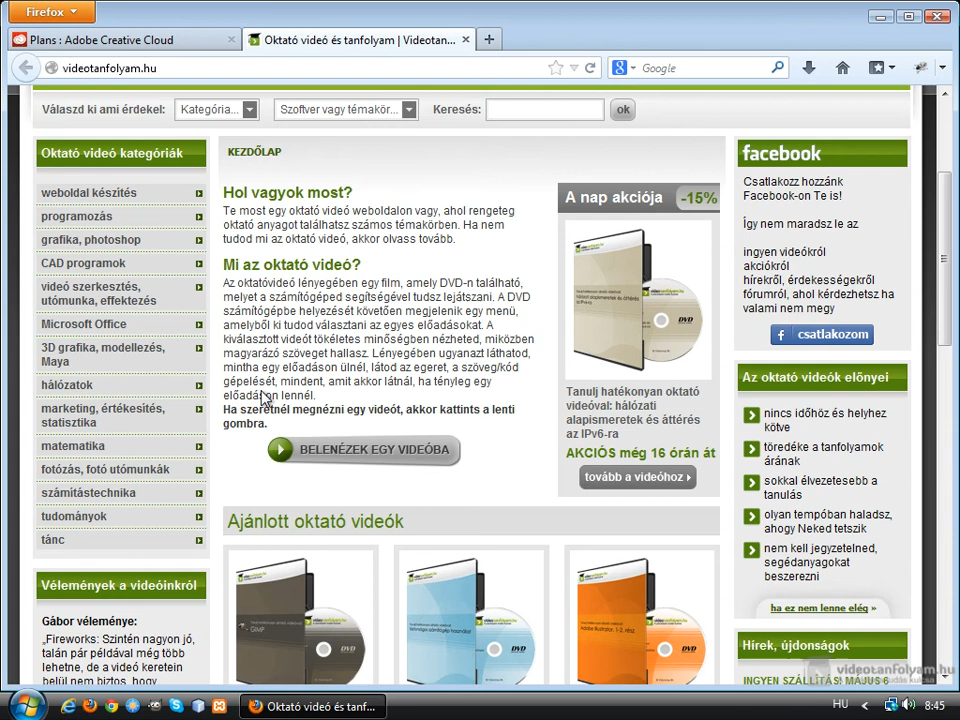 Firefox
Plans : Adobe Creative Cloud
Oktató videó és tanfolyam | Videotan...
videotanfolyam.hu
Google
Válaszd ki ami érdekel:
Kategória...
Szoftver vagy témakör...
Keresés:
ok
Oktató videó kategóriák
weboldal készítés
programozás
grafika, photoshop
CAD programok
videó szerkesztés,
utómunka, effektezés
Microsoft Office
3D grafika, modellezés,
Maya
hálózatok
marketing, értékesítés,
statisztika
matematika
fotózás, fotó utómunkák
számítástechnika
tudományok
tánc
Vélemények a videóinkról
Gábor véleménye:
„Fireworks: Szintén nagyon jó,
talán pár példával még több
lehetne, de a videó keretein
belül nem biztos, hogy
KEZDŐLAP
Hol vagyok most?
Te most egy oktató videó weboldalon vagy, ahol rengeteg
oktató anyagot találhatsz számos témakörben. Ha nem
tudod mi az oktató videó, akkor olvass tovább.
Mi az oktató videó?
Az oktatóvideó lényegében egy film, amely DVD-n található,
melyet a számítógéped segítségével tudsz lejátszani. A DVD
számítógépbe helyezését követően megjelenik egy menü,
amelyből ki tudod választani az egyes előadásokat. A
kiválasztott videót tökéletes minőségben nézheted, miközben
magyarázó szöveget hallasz. Lényegében ugyanazt láthatod,
mintha egy előadáson ülnél, látod az egeret, a szöveg/kód
gépelését, mindent, amit akkor látnál, ha tényleg egy
előadáson lennél.
Ha szeretnél megnézni egy videót, akkor kattints a lenti
gombra.
BELENÉZEK EGY VIDEÓBA
A nap akciója
-15%
DVD
Tanulj hatékonyan oktató
videóval: hálózati
alapismeretek és áttérés
az IPv6-ra
AKCIÓS még 16 órán át
tovább a videóhoz
Ajánlott oktató videók
GIMP
DVD
DVD
DVD
facebook
Csatlakozz hozzánk
Facebook-on Te is!
Így nem maradsz le az
ingyen videókról
akciókról
hírekről, érdekességekről
fórumról, ahol kérdezhetsz ha
valami nem megy
f csatlakozom
Az oktató videók előnyei
nincs időhöz és helyhez
kötve
töredéke a tanfolyamok
árának
sokkal élvezetesebb a
tanulás
olyan tempóban haladsz,
ahogy Neked tetszik
nem kell jegyzetelned,
segédanyagokat
beszerezni
ha ez nem lenne elég »
Hírek, újdonságok
INGYEN SZÁLLÍTÁS! MÁJUS 6
videotanfolyam.hu
Oktató videó és tanf...
HU
8:45